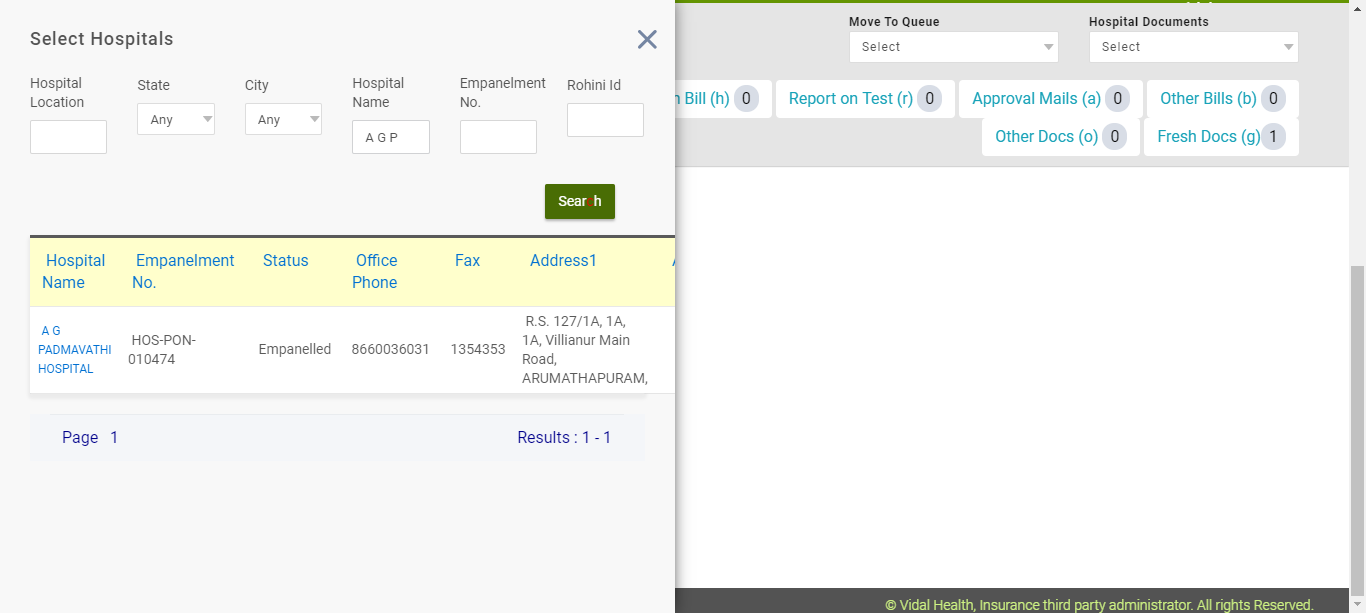 Select Hospitals
Hospital Location
State
City
Hospital Name
Empanelment No.
Rohini Id
Any
Any
A G P
Search
Hospital Name
Empanelment No.
Status
Office Phone
Fax
Address1
A G PADMAVATHI HOSPITAL
HOS-PON-010474
Empanelled
8660036031
1354353
R.S. 127/1A, 1A,
1A, Villianur Main
Road,
ARUMATHAPURAM,
Page 1
Results : 1 - 1
Move To Queue
Hospital Documents
Select
Select
Bill (h) 0
Report on Test (r) 0
Approval Mails (a) 0
Other Bills (b) 0
Other Docs (o) 0
Fresh Docs (g) 1
© Vidal Health, Insurance third party administrator. All rights Reserved.